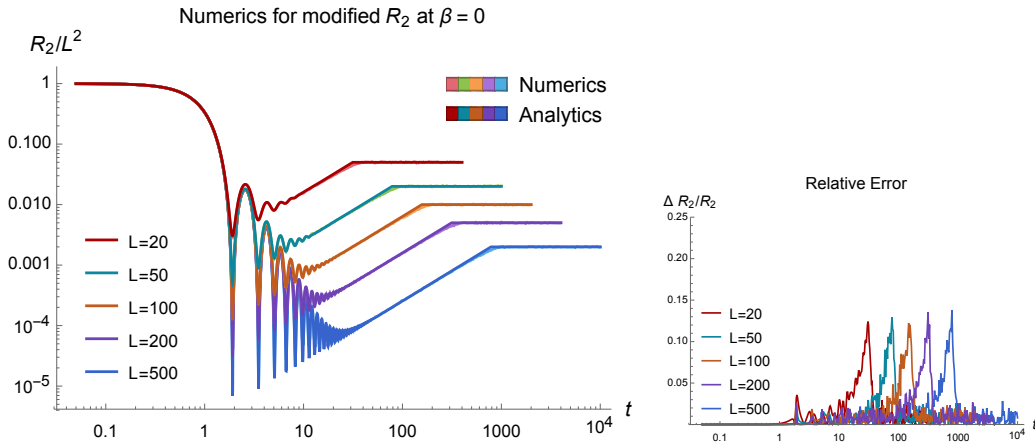 Numerics for modified R₂ at β = 0
R₂/L²
1
0.100
0.010
0.001
10⁻⁴
10⁻⁵
0.1 1 10 100 1000 10⁴ t
Numerics
Analytics
L=20
L=50
L=100
L=200
L=500
Relative Error
Δ R₂/R₂
0.25
0.20
0.15
0.10
0.05
0.1 1 10 100 1000 10⁴ t
L=20
L=50
L=100
L=200
L=500